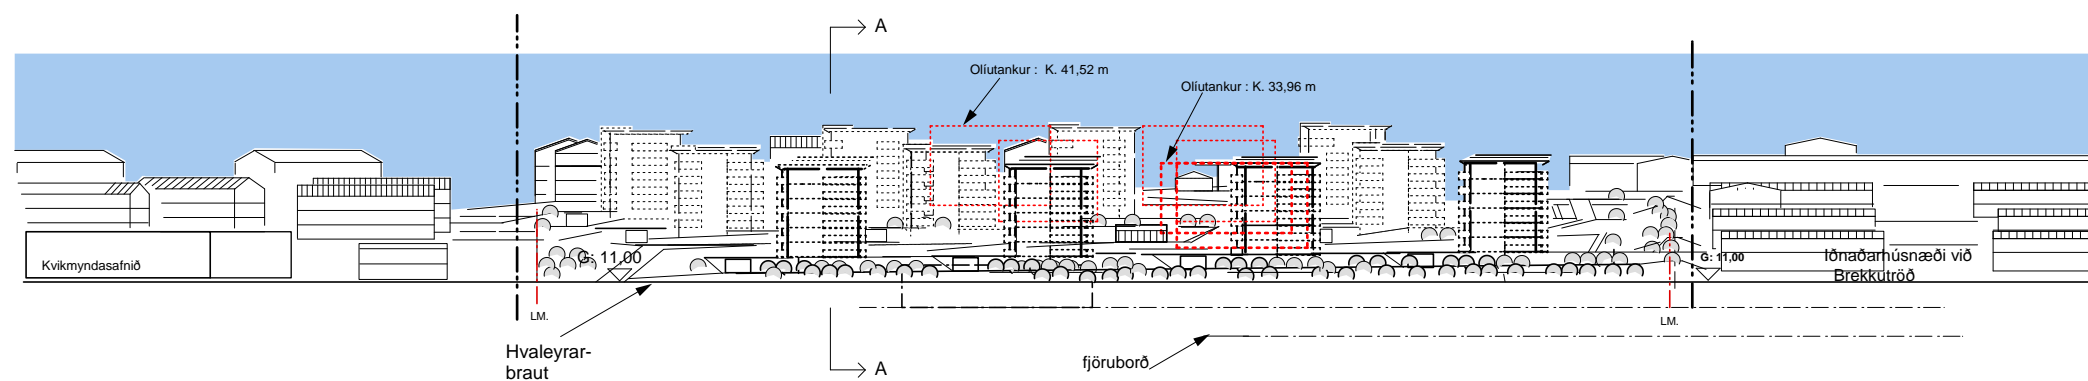 A
Olíutankur : K. 41,52 m
Olíutankur : K. 33,96 m
Kvikmyndasafnið
G: 11,00
G: 11,00
Iðnaðarhúsnæði við
Brekkutröð
LM.
LM.
Hvaleyrar-
braut
fjöruborð
A